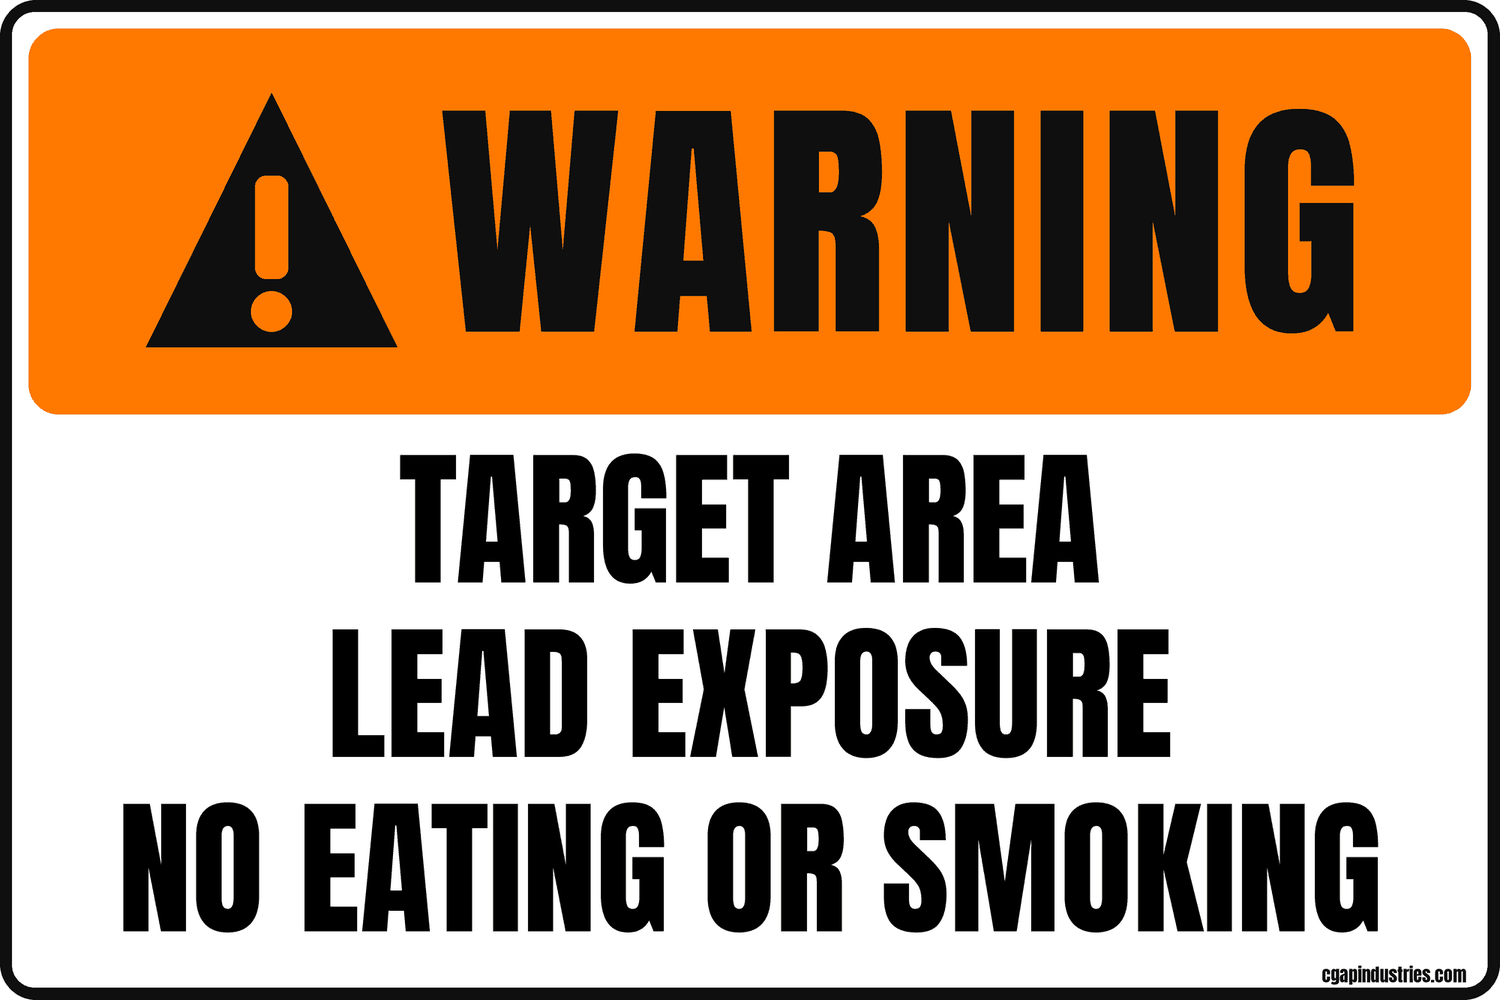 WARNING
TARGET AREA
LEAD EXPOSURE
NO EATING OR SMOKING
cgapindustries.com